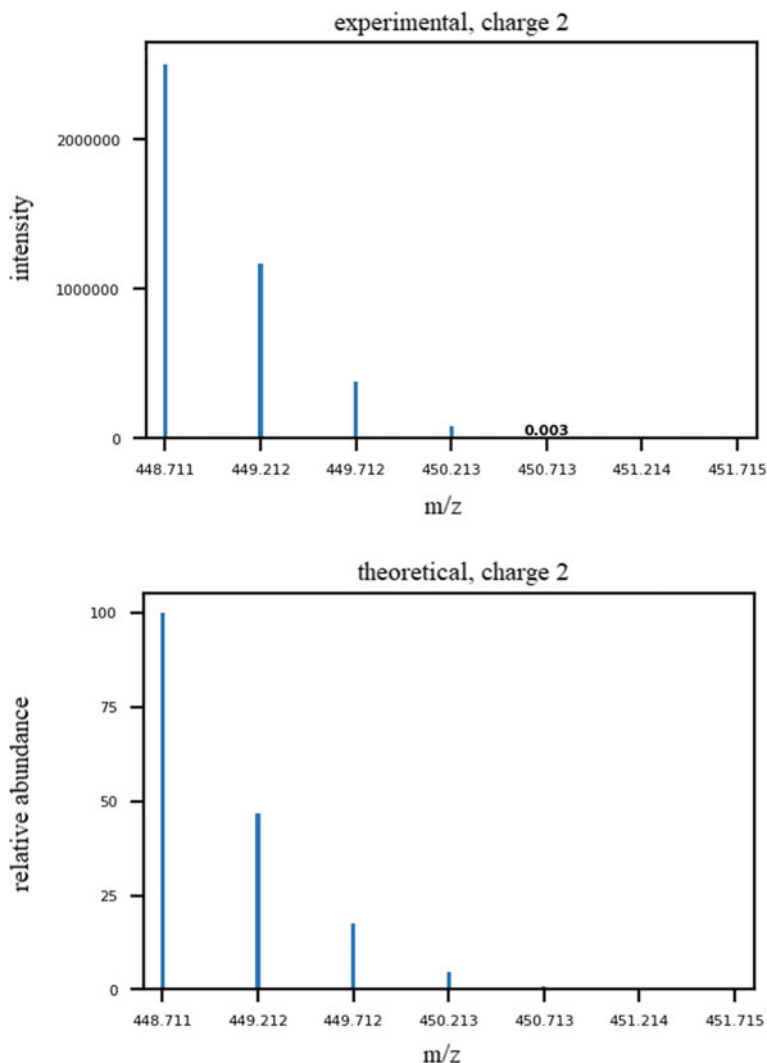 experimental, charge 2
2000000
1000000
0
intensity
0.003
448.711 449.212 449.712 450.213 450.713 451.214 451.715
m/z
theoretical, charge 2
100
75
50
25
0
relative abundance
448.711 449.212 449.712 450.213 450.713 451.214 451.715
m/z